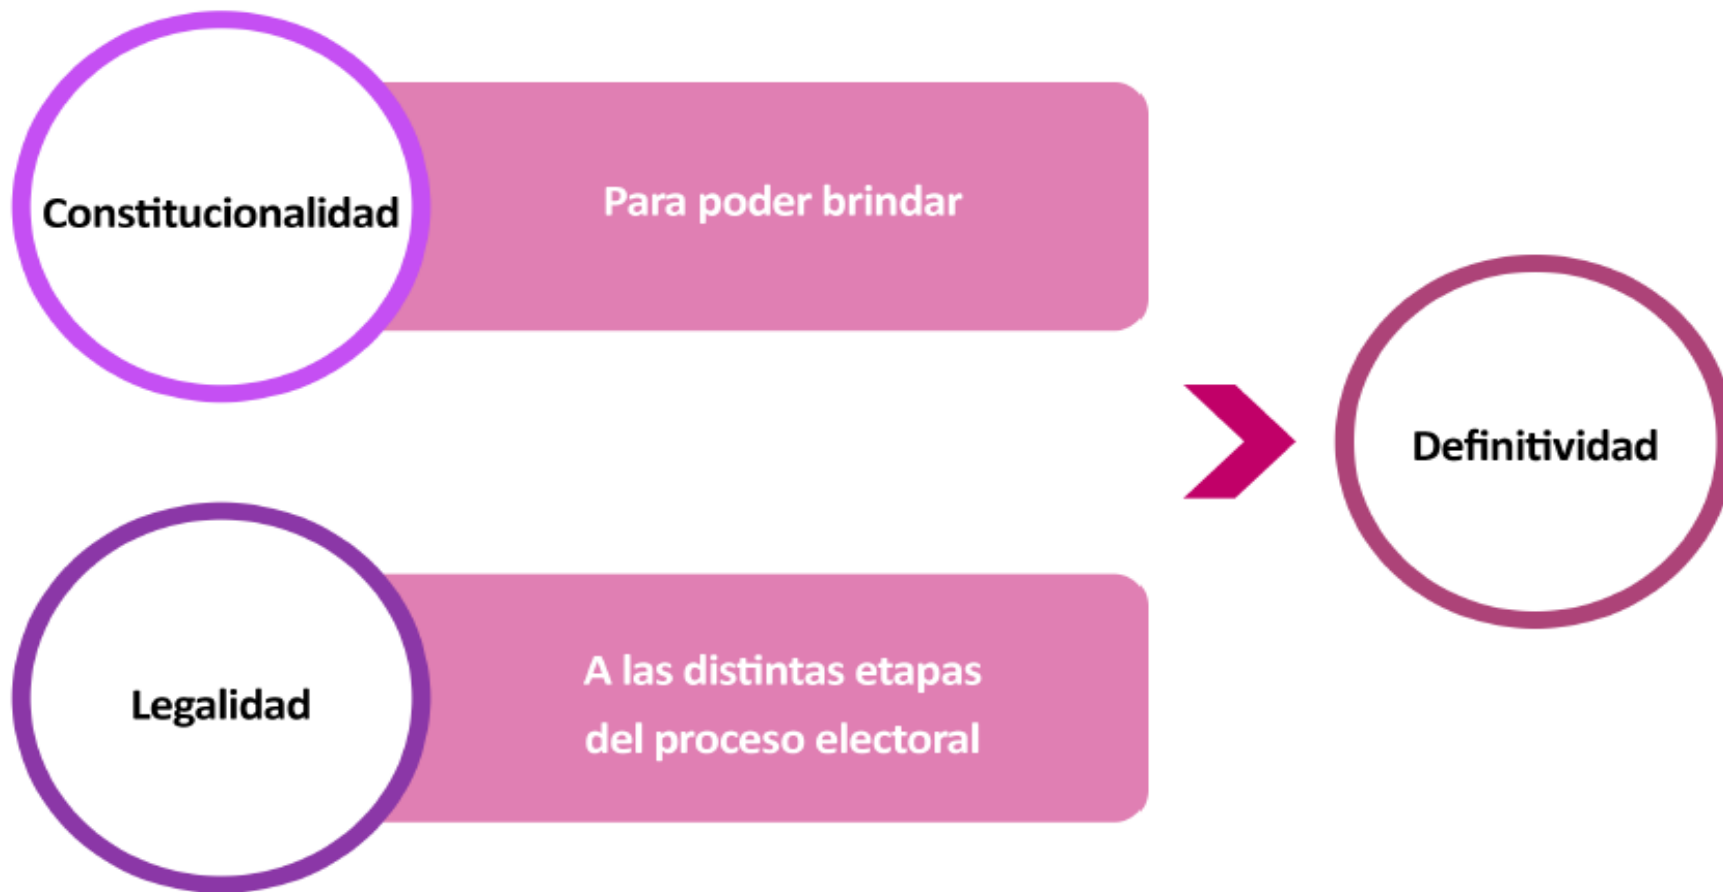 Constitucionalidad
Para poder brindar
Definitividad
Legalidad
A las distintas etapas
del proceso electoral